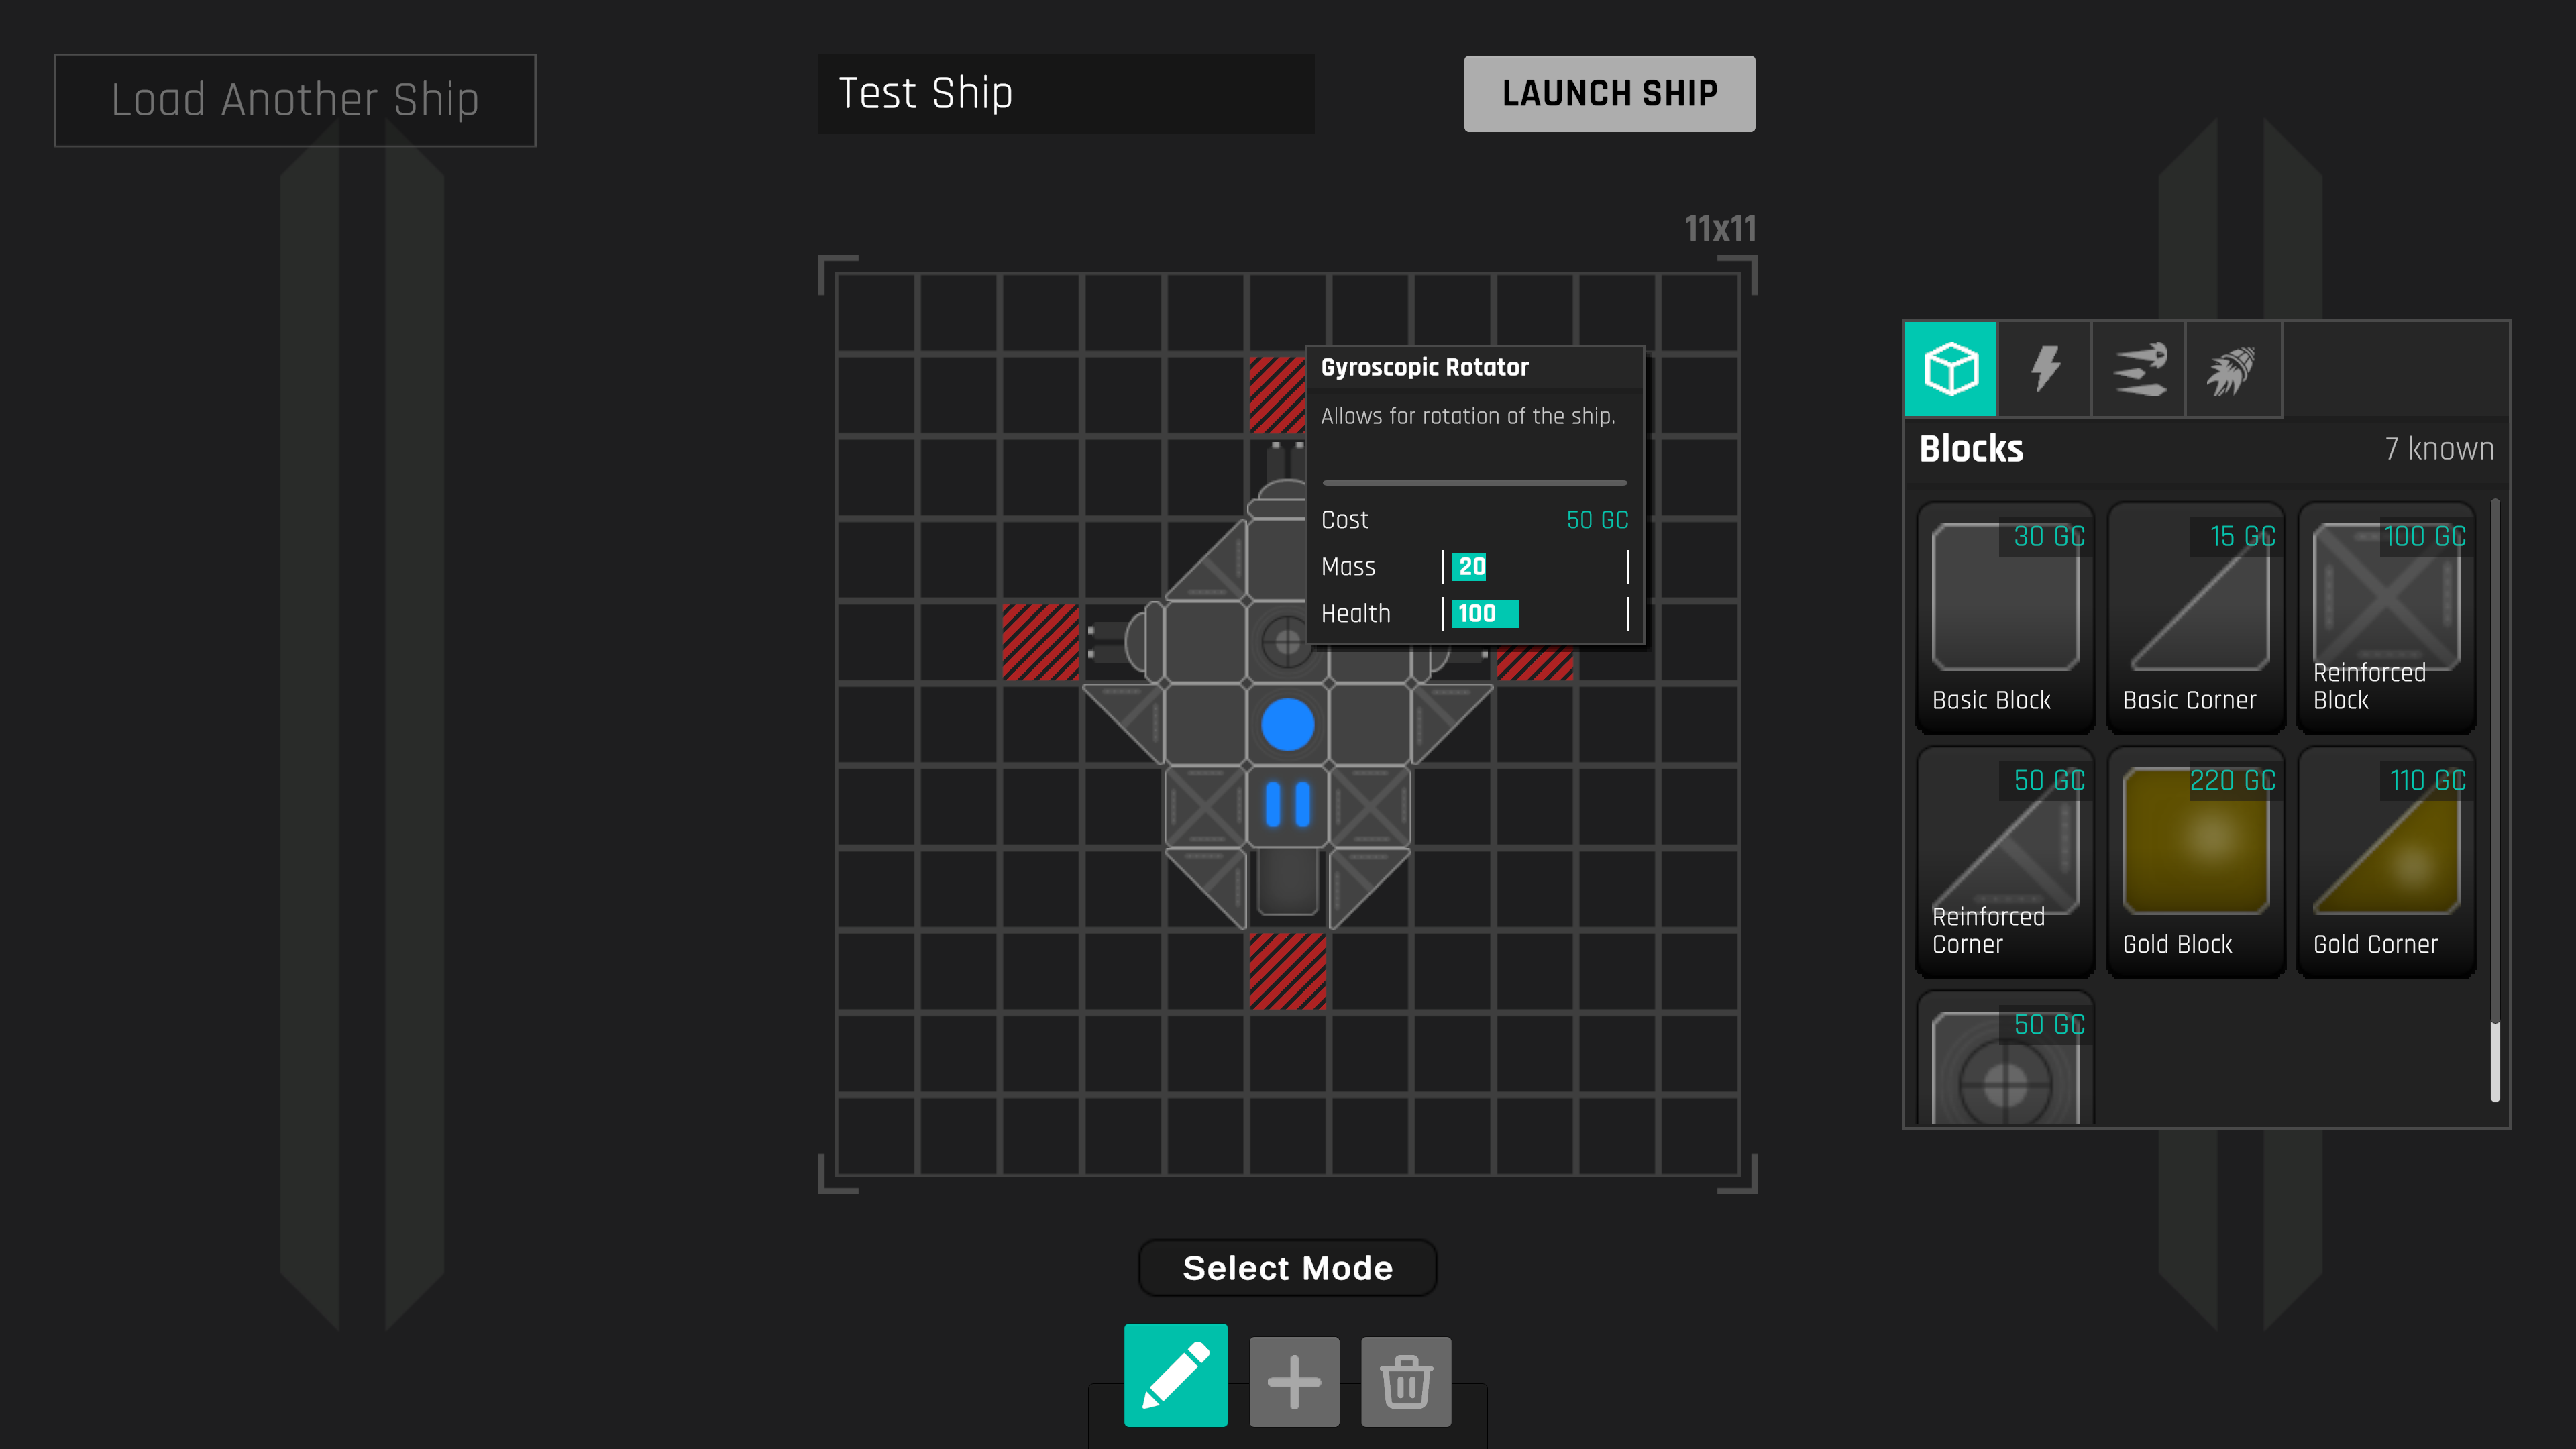 Load Another Ship
Test Ship
LAUNCH SHIP
11x11
Gyroscopic Rotator
Allows for rotation of the ship.
Cost 50 GC
Mass 20
Health 100
Blocks 7 known
30 GC
Basic Block
15 GC
Basic Corner
100 GC
Reinforced
Block
50 GC
Reinforced
Corner
220 GC
Gold Block
110 GC
Gold Corner
50 GC
Select Mode